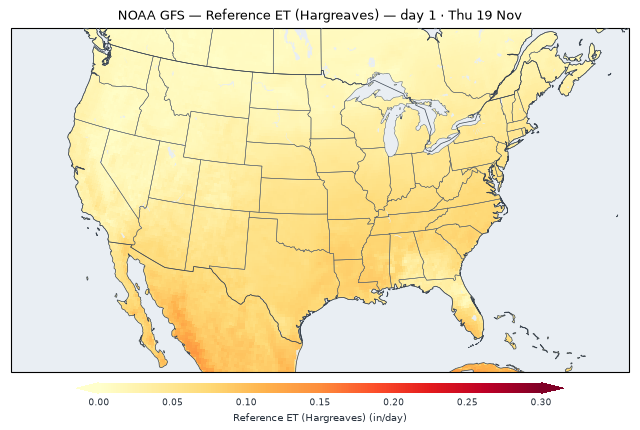 NOAA GFS — Reference ET (Hargreaves) — day 1 · Thu 19 Nov
0.00 0.05 0.10 0.15 0.20 0.25 0.30
Reference ET (Hargreaves) (in/day)